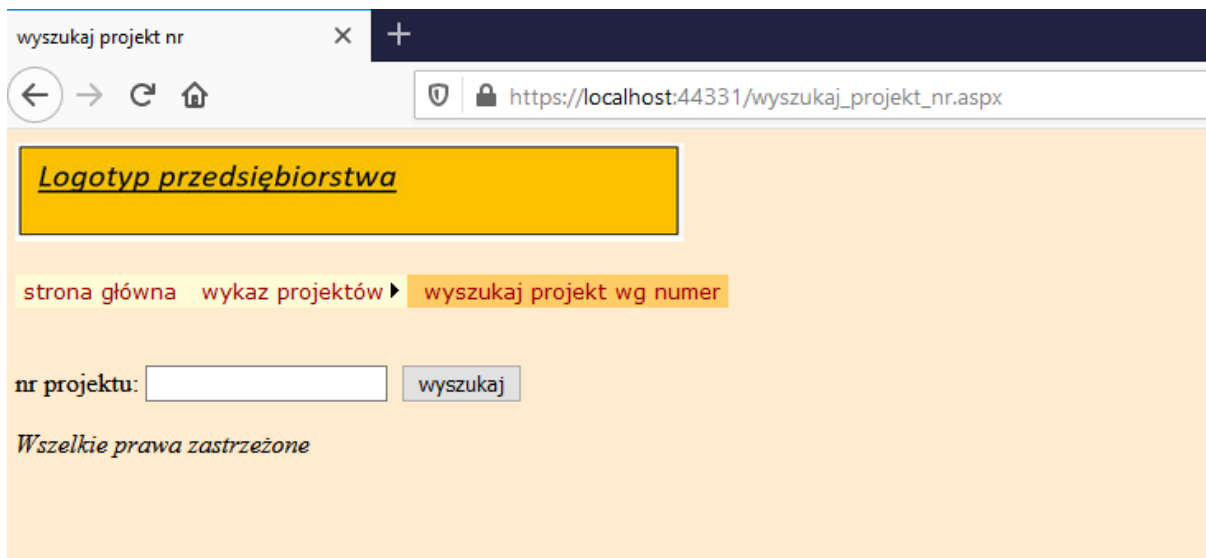 wyszukaj projekt nr
https://localhost:44331/wyszukaj_projekt_nr.aspx
Logotyp przedsiębiorstwa
strona główna wykaz projektów wyszukaj projekt wg numer
nr projektu: wyszukaj
Wszelkie prawa zastrzeżone